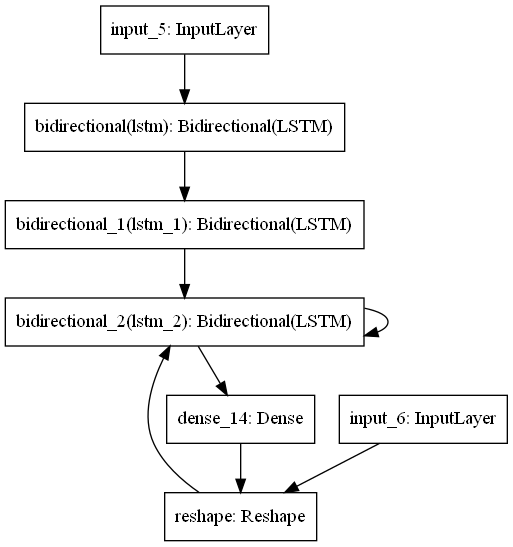 input_5: InputLayer
bidirectional(lstm): Bidirectional(LSTM)
bidirectional_1(lstm_1): Bidirectional(LSTM)
bidirectional_2(lstm_2): Bidirectional(LSTM)
dense_14: Dense
input_6: InputLayer
reshape: Reshape